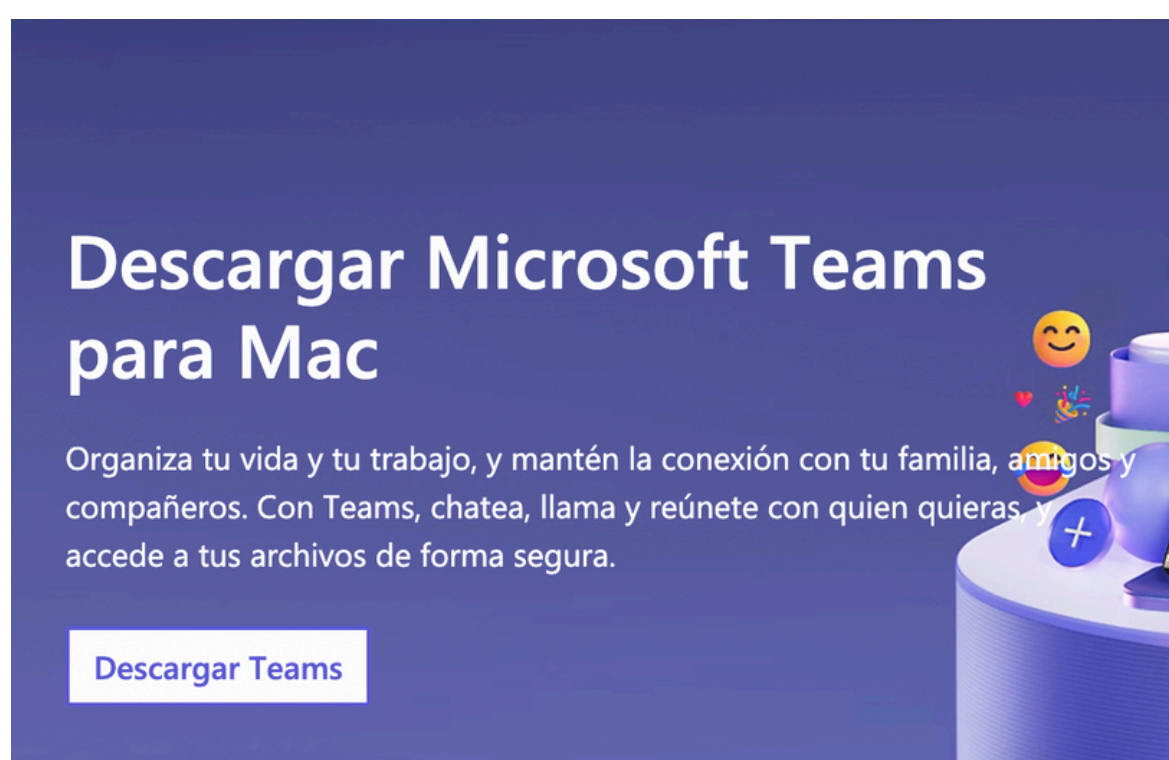 Descargar Microsoft Teams
para Mac
Organiza tu vida y tu trabajo, y mantén la conexión con tu familia, amigos y
compañeros. Con Teams, chatea, llama y reúnete con quien quieras, y
accede a tus archivos de forma segura.
Descargar Teams